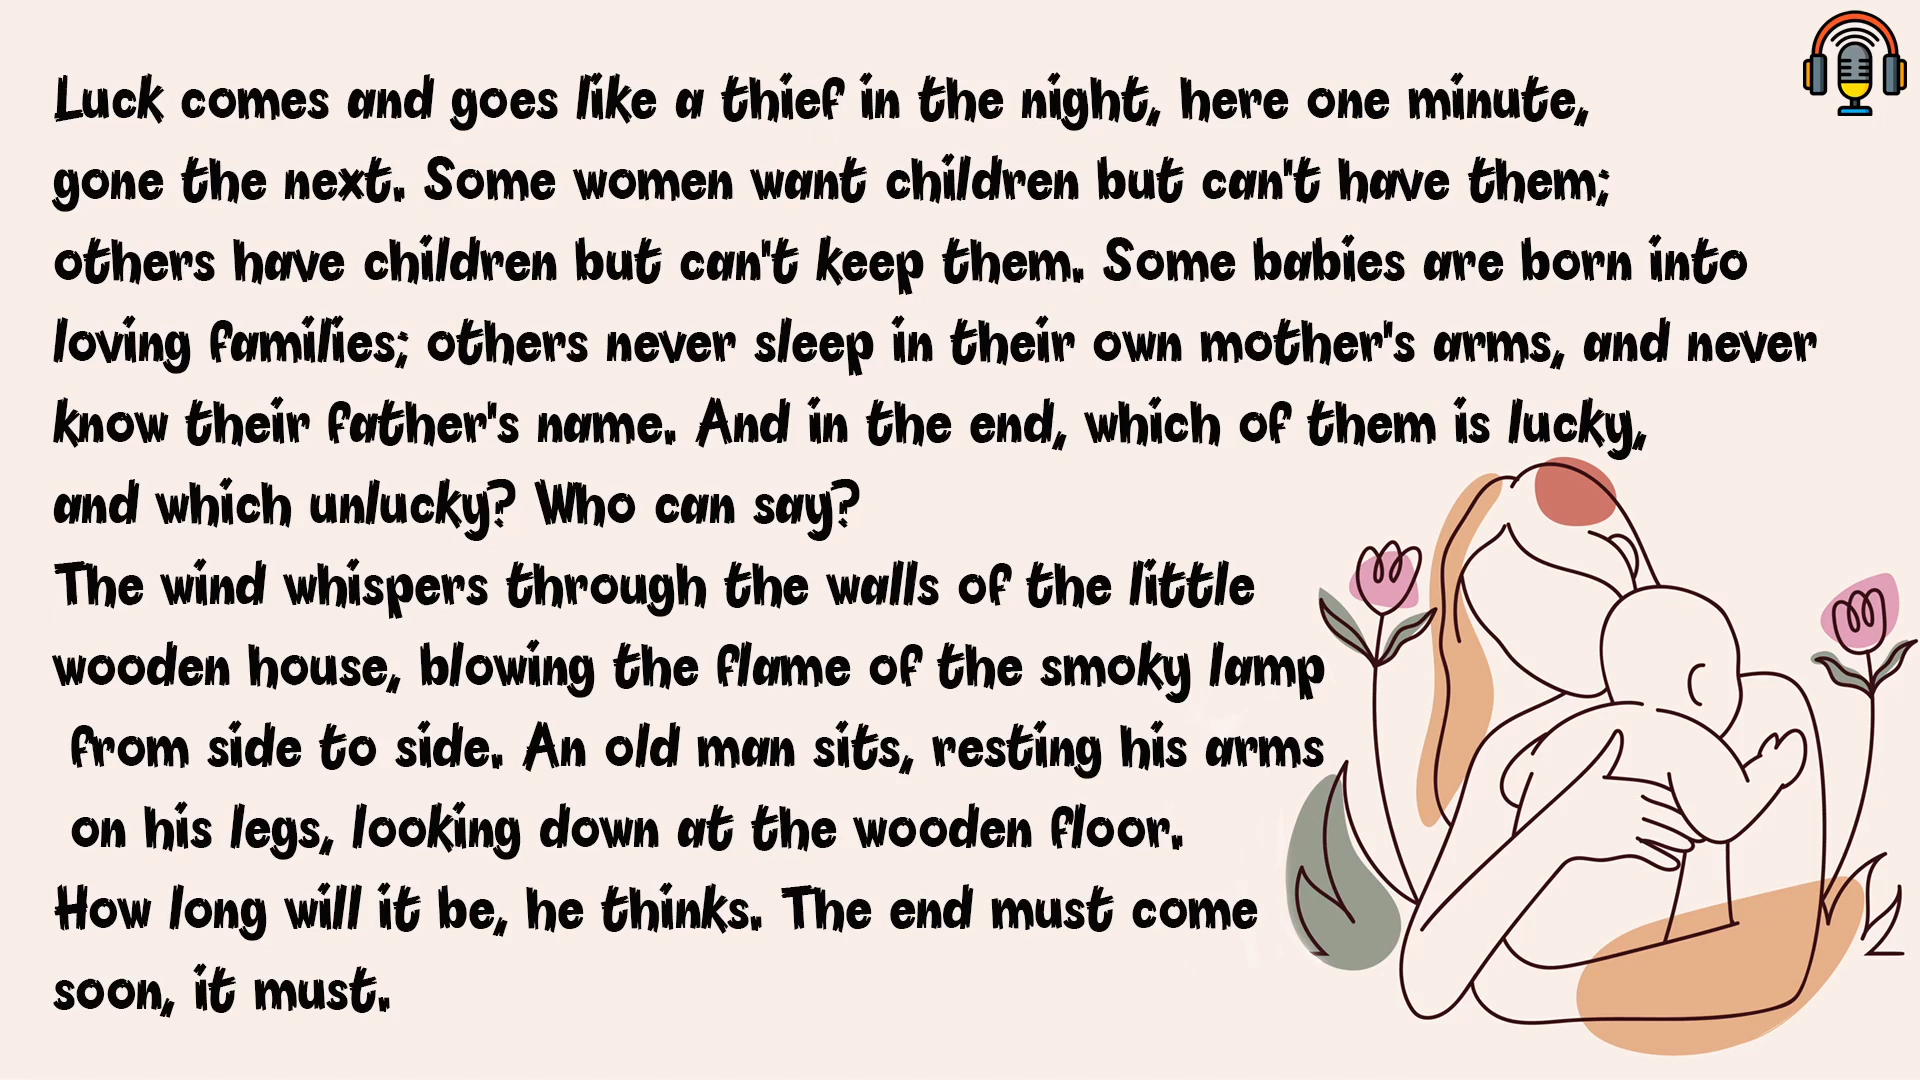 Luck comes and goes like a thief in the night, here one minute,
gone the next. Some women want children but can't have them;
others have children but can't keep them. Some babies are born into
loving families; others never sleep in their own mother's arms, and never
know their father's name. And in the end, which of them is lucky,
and which unlucky? Who can say?
The wind whispers through the walls of the little
wooden house, blowing the flame of the smoky lamp
from side to side. An old man sits, resting his arms
on his legs, looking down at the wooden floor.
How long will it be, he thinks. The end must come
soon, it must.